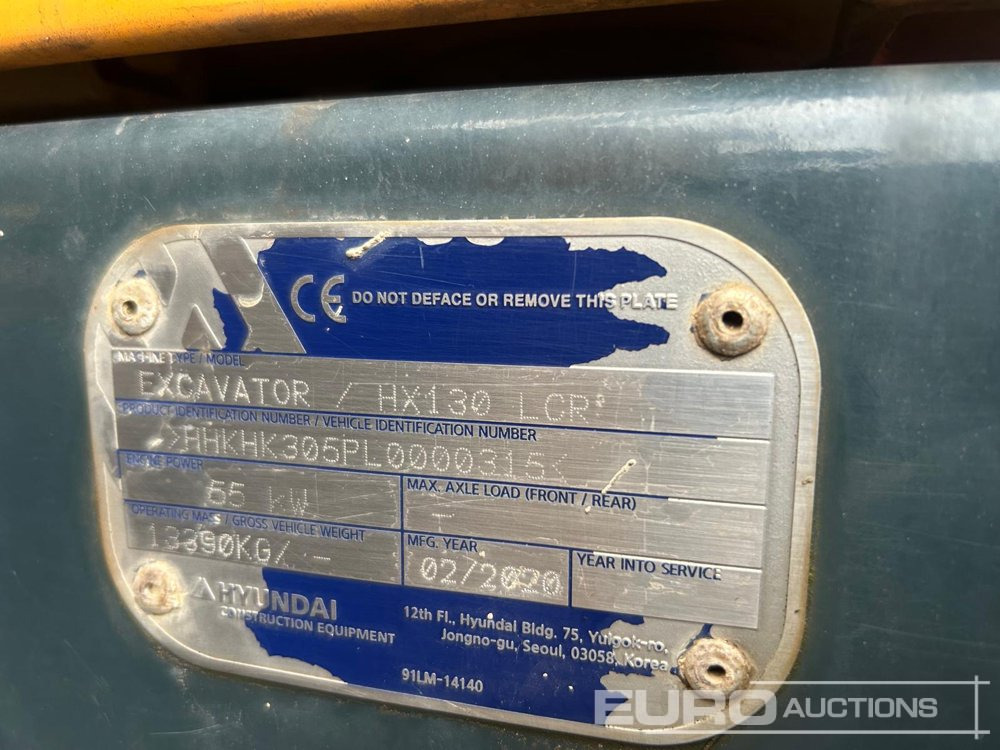 CE DO NOT DEFACE OR REMOVE THIS PLATE
MACHINE TYPE / MODEL
EXCAVATOR / HX130 LCR
PRODUCT IDENTIFICATION NUMBER / VEHICLE IDENTIFICATION NUMBER
HHKHK305PL0000315
ENGINE POWER
55 kW
MAX. AXLE LOAD (FRONT / REAR)
–
OPERATING MASS / GROSS VEHICLE WEIGHT
13390KG/ –
MFG. YEAR
02/2020
YEAR INTO SERVICE
HYUNDAI
CONSTRUCTION EQUIPMENT
12th Fl., Hyundai Bldg. 75, Yulgok-ro,
Jongno-gu, Seoul, 03058, Korea
91LM-14140
EURO AUCTIONS